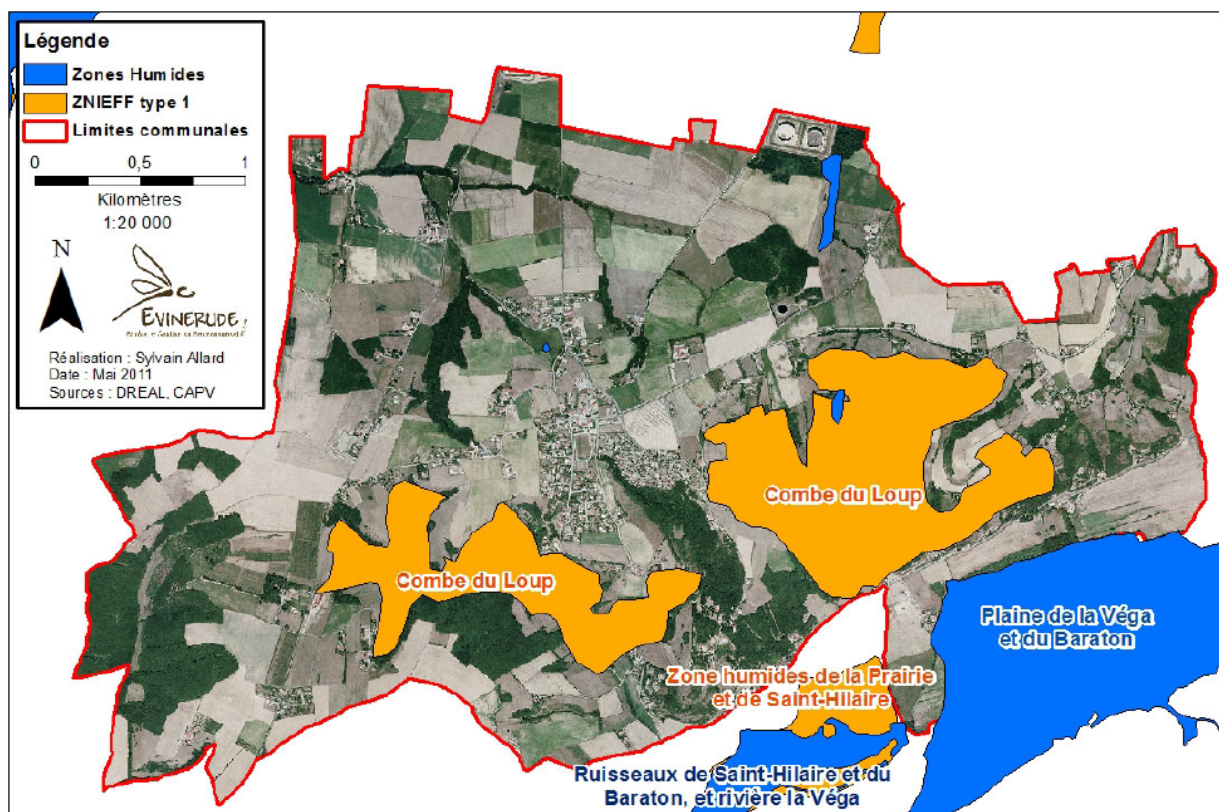 Légende
Zones Humides
ZNIEFF type 1
Limites communales
0 0,5 1
Kilomètres
1:20 000
N
EVINERUDE
Réalisation : Sylvain Allard
Date : Mai 2011
Sources : DREAL, CAPV
Combe du Loup
Combe du Loup
Plaine de la Véga
et du Baraton
Zone humides de la Prairie
et de Saint-Hilaire
Ruisseaux de Saint-Hilaire et du
Baraton, et rivière la Véga